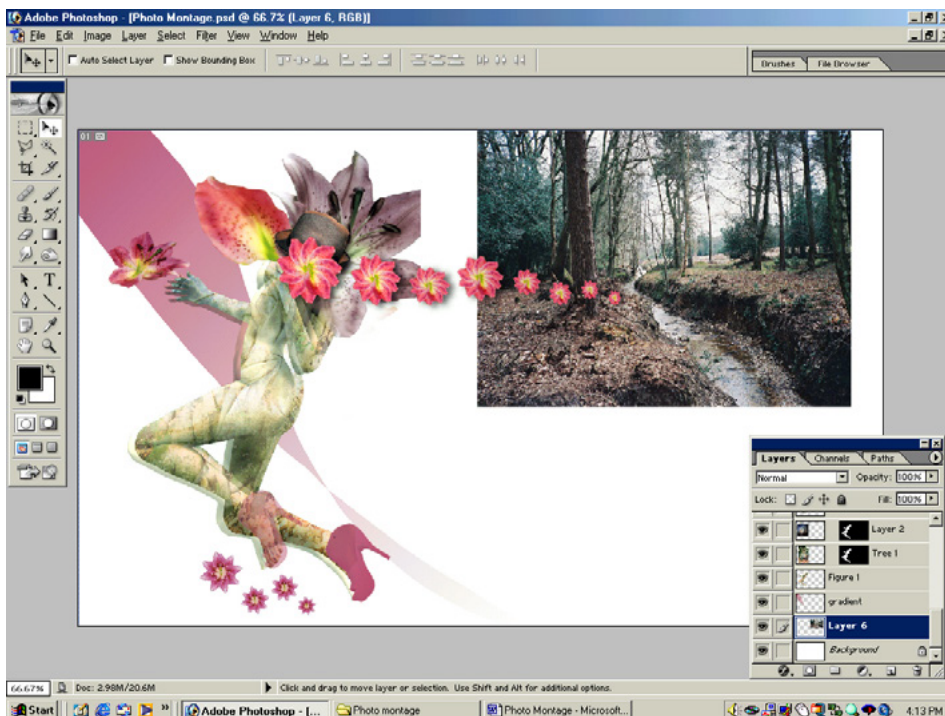 Adobe Photoshop - [Photo Montage.psd @ 66.7% (Layer 6, RGB)]
File Edit Image Layer Select Filter View Window Help
Auto Select Layer Show Bounding Box
Brushes File Browser
01
Layers Channels Paths
Normal Opacity: 100%
Lock: Fill: 100%
Layer 2
Tree 1
Figure 1
gradient
Layer 6
Background
66.67% Doc: 2.98M/20.6M Click and drag to move layer or selection. Use Shift and Alt for additional options.
Start Adobe Photoshop - [... Photo montage Photo Montage - Microsoft... 4:13 PM